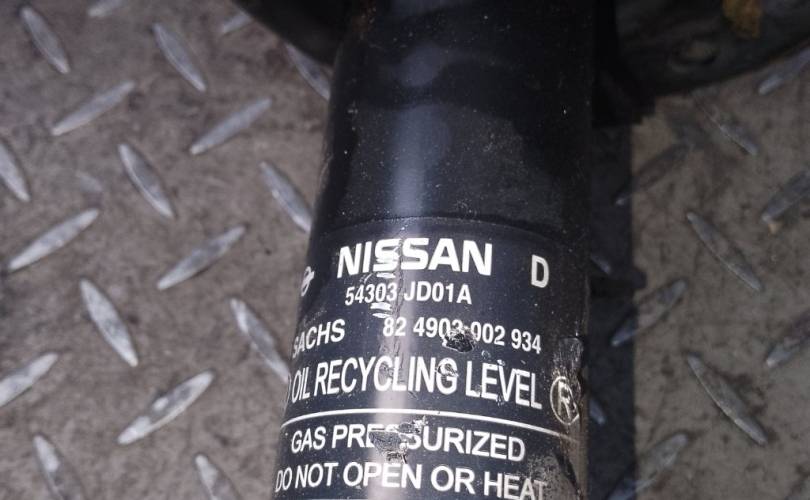 NISSAN D
54303 JD01A
SACHS 82 4903 002 934
OIL RECYCLING LEVEL R
GAS PRESSURIZED
DO NOT OPEN OR HEAT